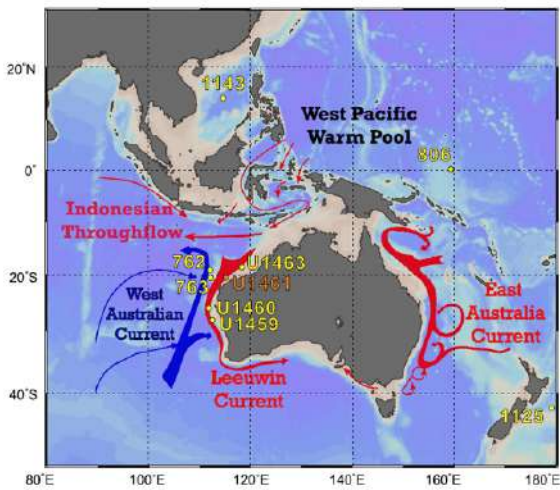 20°N
0°
20°S
40°S
1143
West Pacific
Warm Pool
806
Indonesian
Throughflow
762
763
U1463
U1461
U1460
U1459
West
Australian
Current
East
Australia
Current
Leeuwin
Current
1125
80°E
100°E
120°E
140°E
160°E
180°E